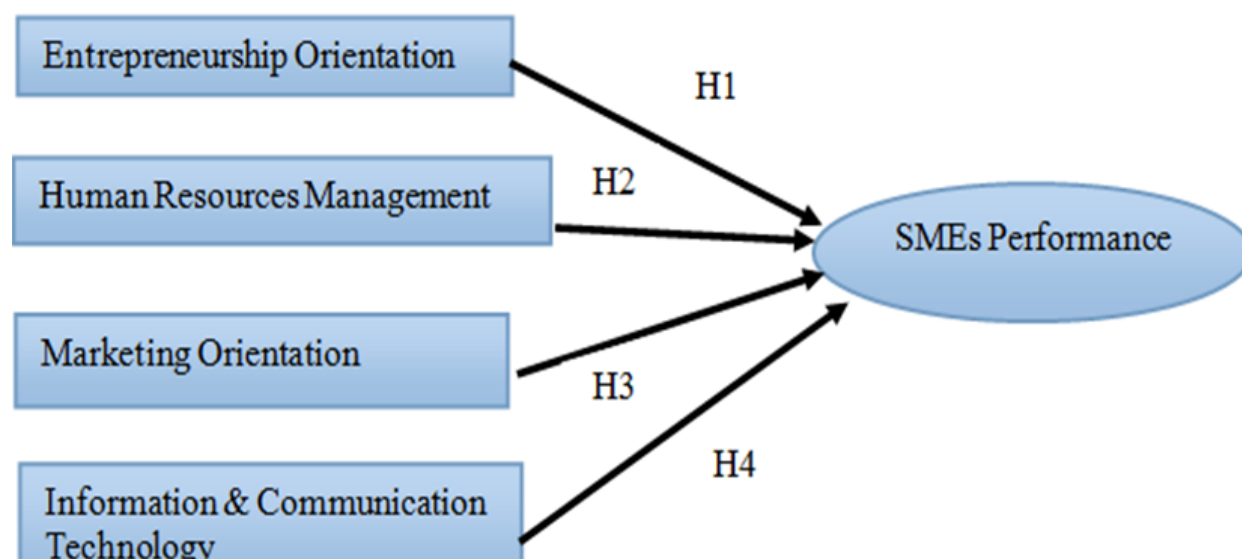 Entrepreneurship Orientation
H1
Human Resources Management
H2
SMEs Performance
Marketing Orientation
H3
Information & Communication
Technology
H4